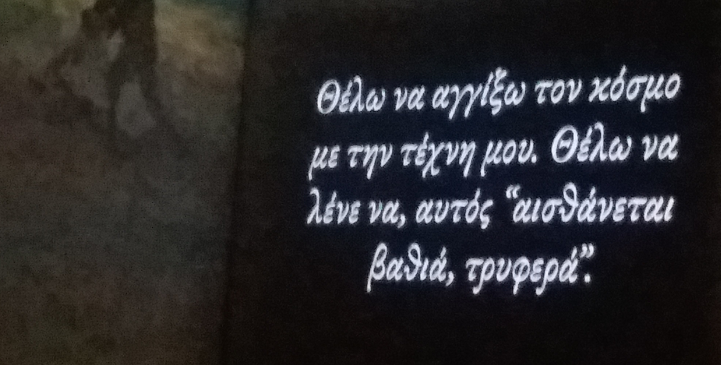 Θέλω να αγγίξω τον κόσμο
με την τέχνη μου. Θέλω να
λένε να, αυτός “αισθάνεται
βαθιά, τρυφερά”.